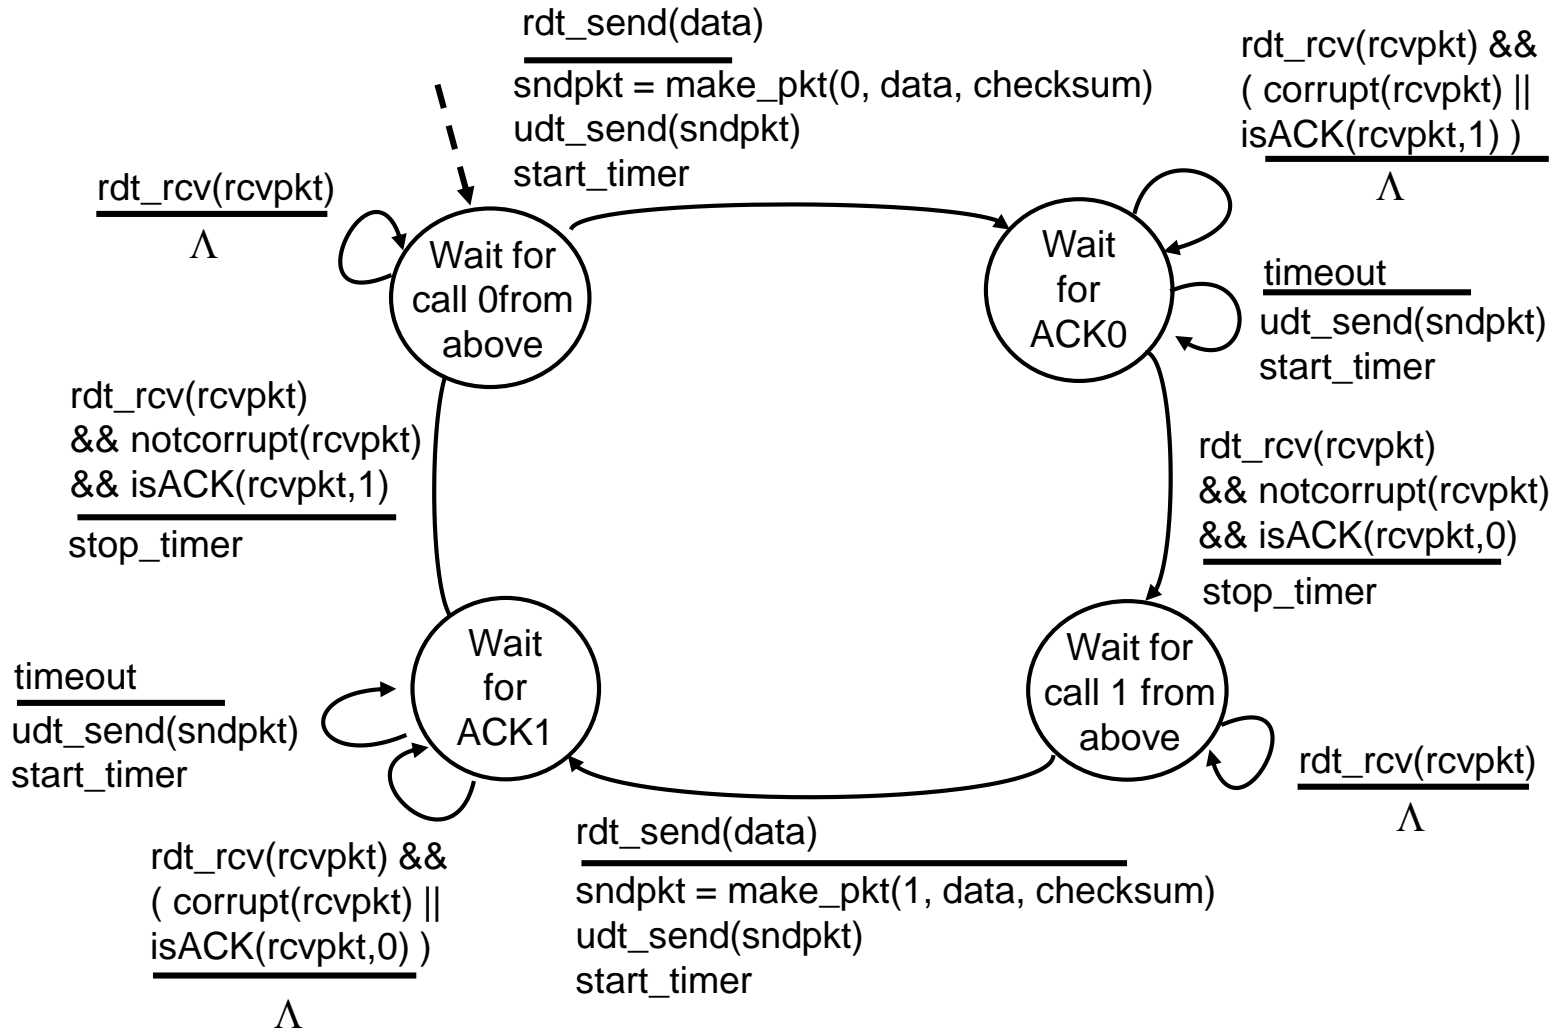 rdt_send(data)
sndpkt = make_pkt(0, data, checksum)
udt_send(sndpkt)
start_timer
rdt_rcv(rcvpkt) &&
( corrupt(rcvpkt) ||
isACK(rcvpkt,1) )
Λ
rdt_rcv(rcvpkt)
Λ
Wait for
call 0from
above
Wait
for
ACK0
timeout
udt_send(sndpkt)
start_timer
rdt_rcv(rcvpkt)
&& notcorrupt(rcvpkt)
&& isACK(rcvpkt,1)
stop_timer
rdt_rcv(rcvpkt)
&& notcorrupt(rcvpkt)
&& isACK(rcvpkt,0)
stop_timer
timeout
udt_send(sndpkt)
start_timer
Wait
for
ACK1
Wait for
call 1 from
above
rdt_rcv(rcvpkt)
Λ
rdt_rcv(rcvpkt) &&
( corrupt(rcvpkt) ||
isACK(rcvpkt,0) )
Λ
rdt_send(data)
sndpkt = make_pkt(1, data, checksum)
udt_send(sndpkt)
start_timer